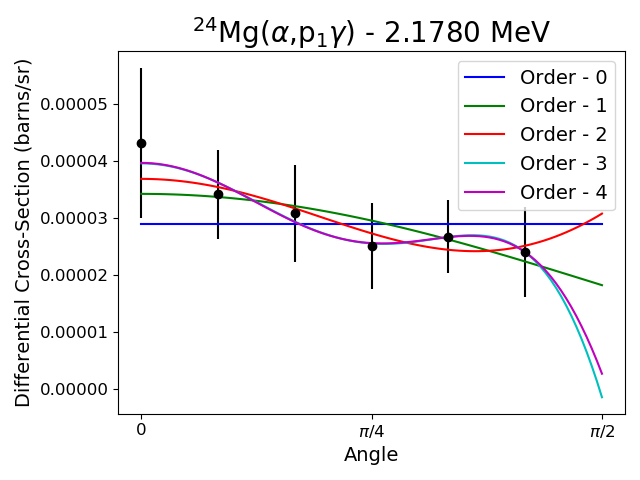 ²⁴Mg(α,p₁γ) - 2.1780 MeV
Differential Cross-Section (barns/sr)
0.00005
0.00004
0.00003
0.00002
0.00001
0.00000
Order - 0
Order - 1
Order - 2
Order - 3
Order - 4
0
π/4
π/2
Angle